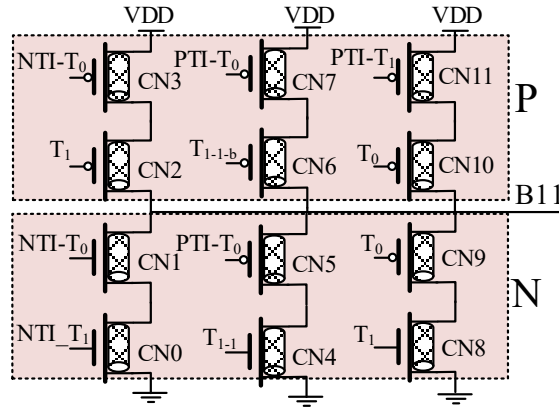 VDD VDD VDD
NTI-T0 PTI-T0 PTI-T1
CN3 CN7 CN11
P
T1 T1-1-b T0
CN2 CN6 CN10
B11
NTI-T0 PTI-T0 T0
CN1 CN5 CN9
N
NTI_T1 T1-1 T1
CN0 CN4 CN8